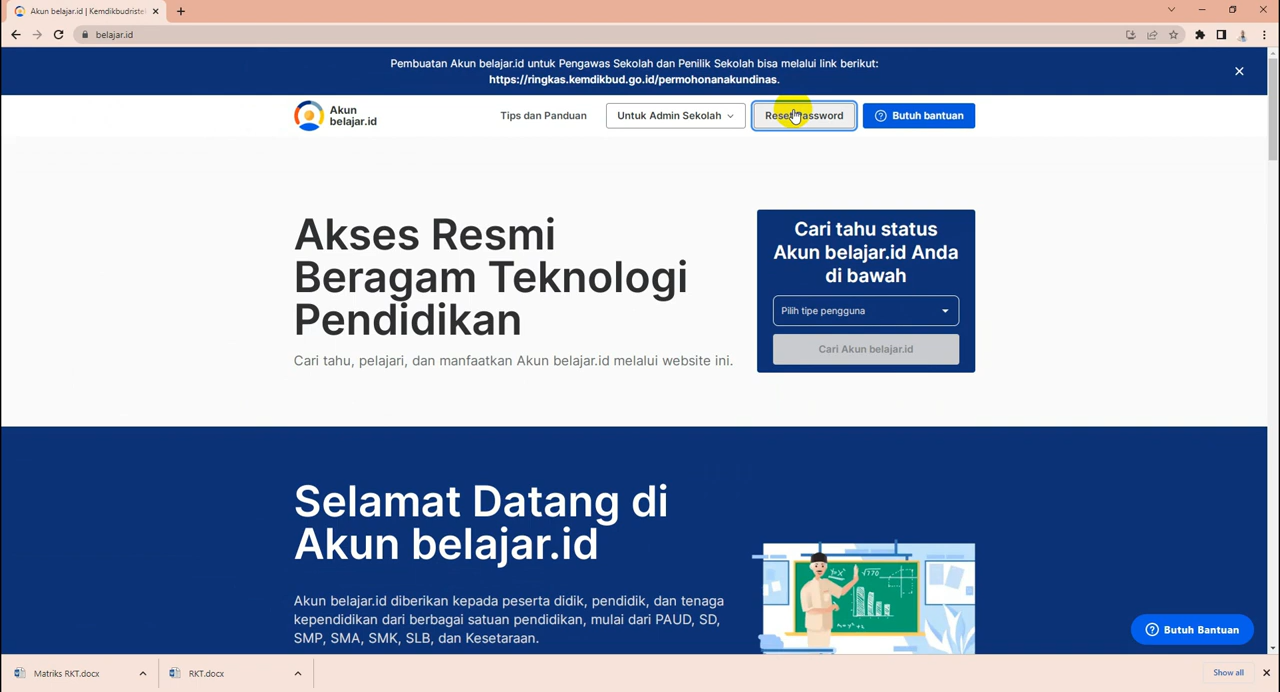 Akun belajar.id | Kemdikbudriste
belajar.id
Pembuatan Akun belajar.id untuk Pengawas Sekolah dan Penilik Sekolah bisa melalui link berikut:
https://ringkas.kemdikbud.go.id/permohonanakundinas.
Akun
belajar.id
Tips dan Panduan
Untuk Admin Sekolah
Reset Password
Butuh bantuan
Akses Resmi
Beragam Teknologi
Pendidikan
Cari tahu, pelajari, dan manfaatkan Akun belajar.id melalui website ini.
Cari tahu status
Akun belajar.id Anda
di bawah
Pilih tipe pengguna
Cari Akun belajar.id
Selamat Datang di
Akun belajar.id
Akun belajar.id diberikan kepada peserta didik, pendidik, dan tenaga
kependidikan dari berbagai satuan pendidikan, mulai dari PAUD, SD,
SMP, SMA, SMK, SLB, dan Kesetaraan.
Butuh Bantuan
Matriks RKT.docx
RKT.docx
Show all